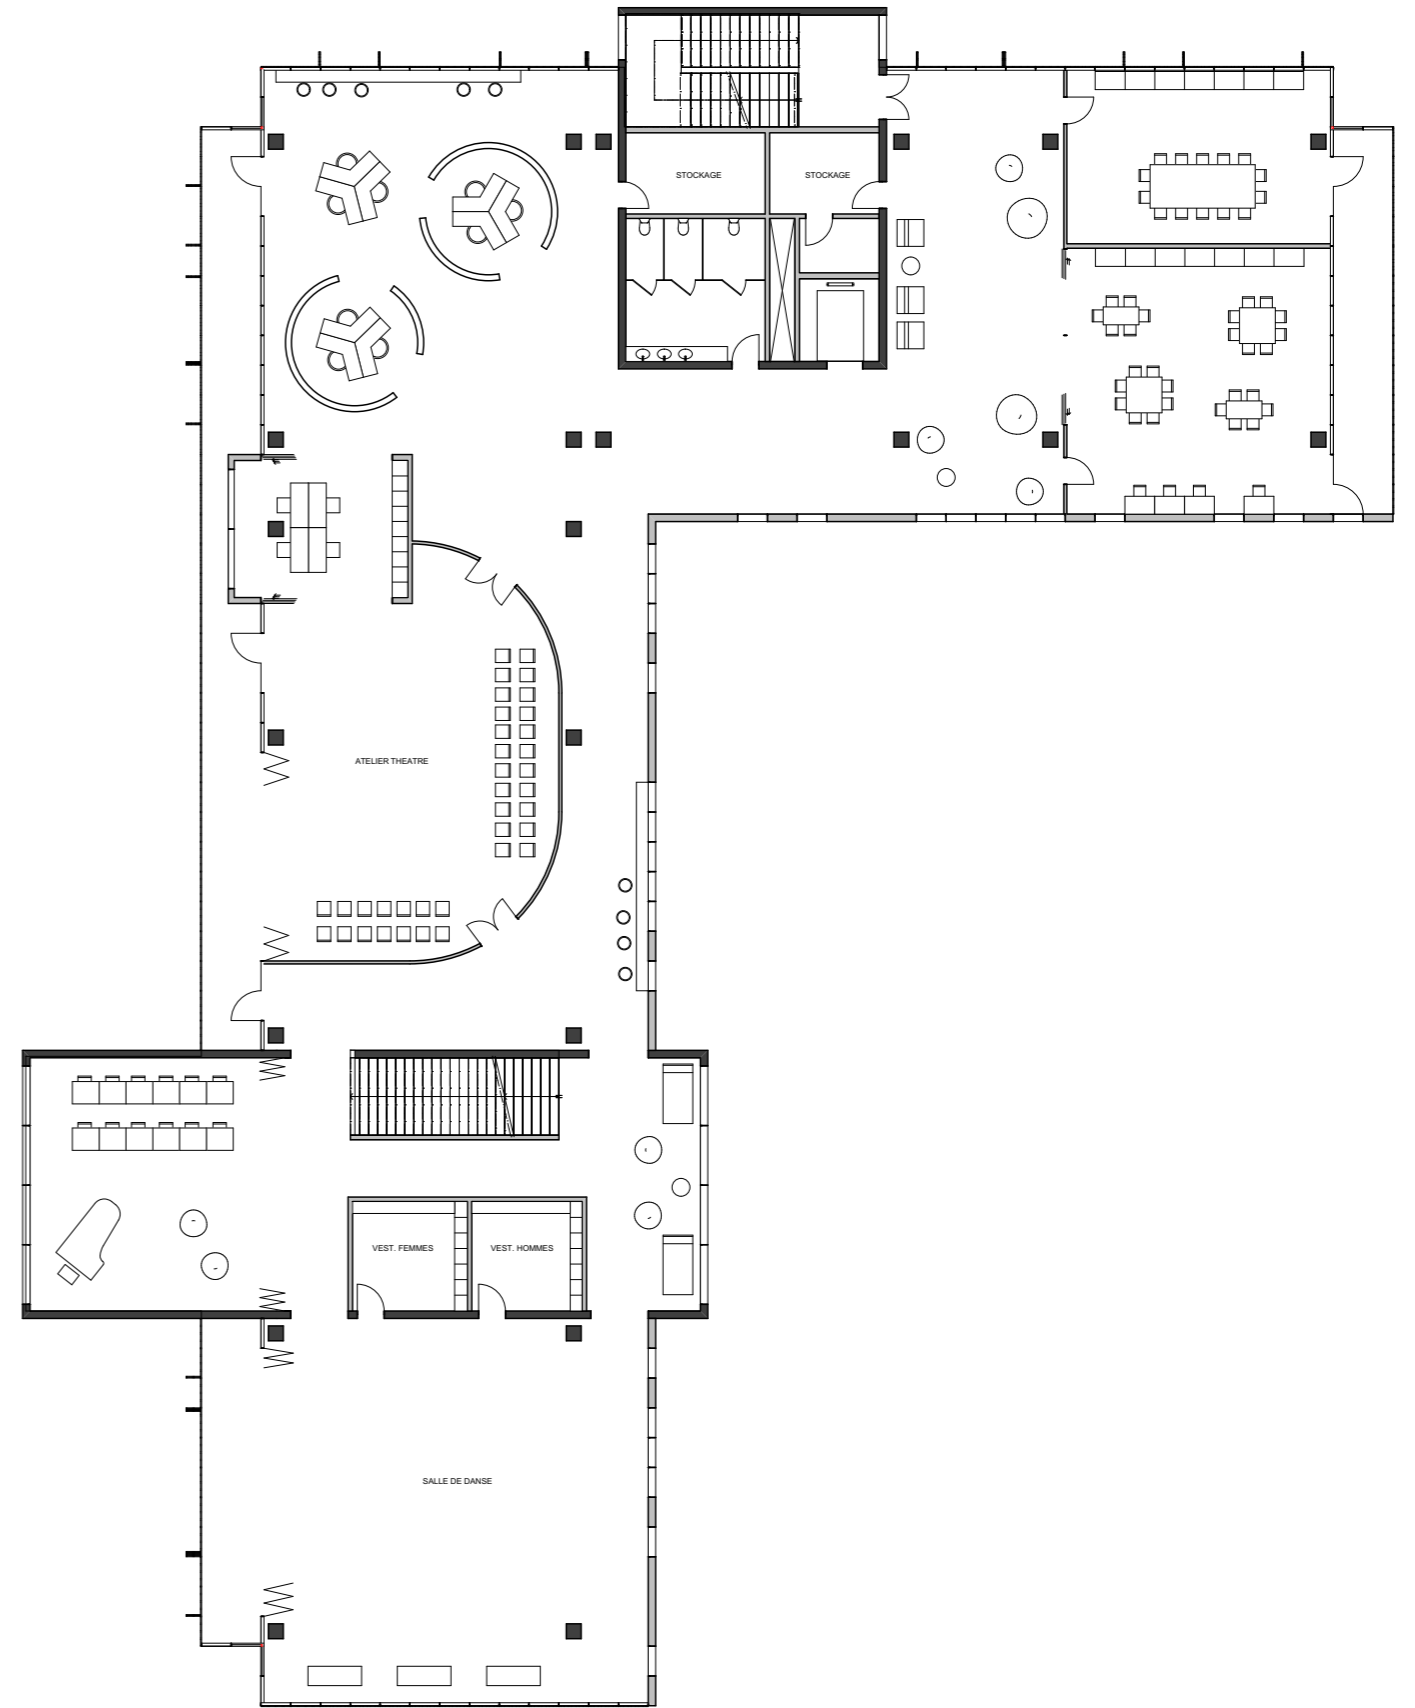 STOCKAGE
STOCKAGE
ATELIER THEATRE
VEST. FEMMES
VEST. HOMMES
SALLE DE DANSE